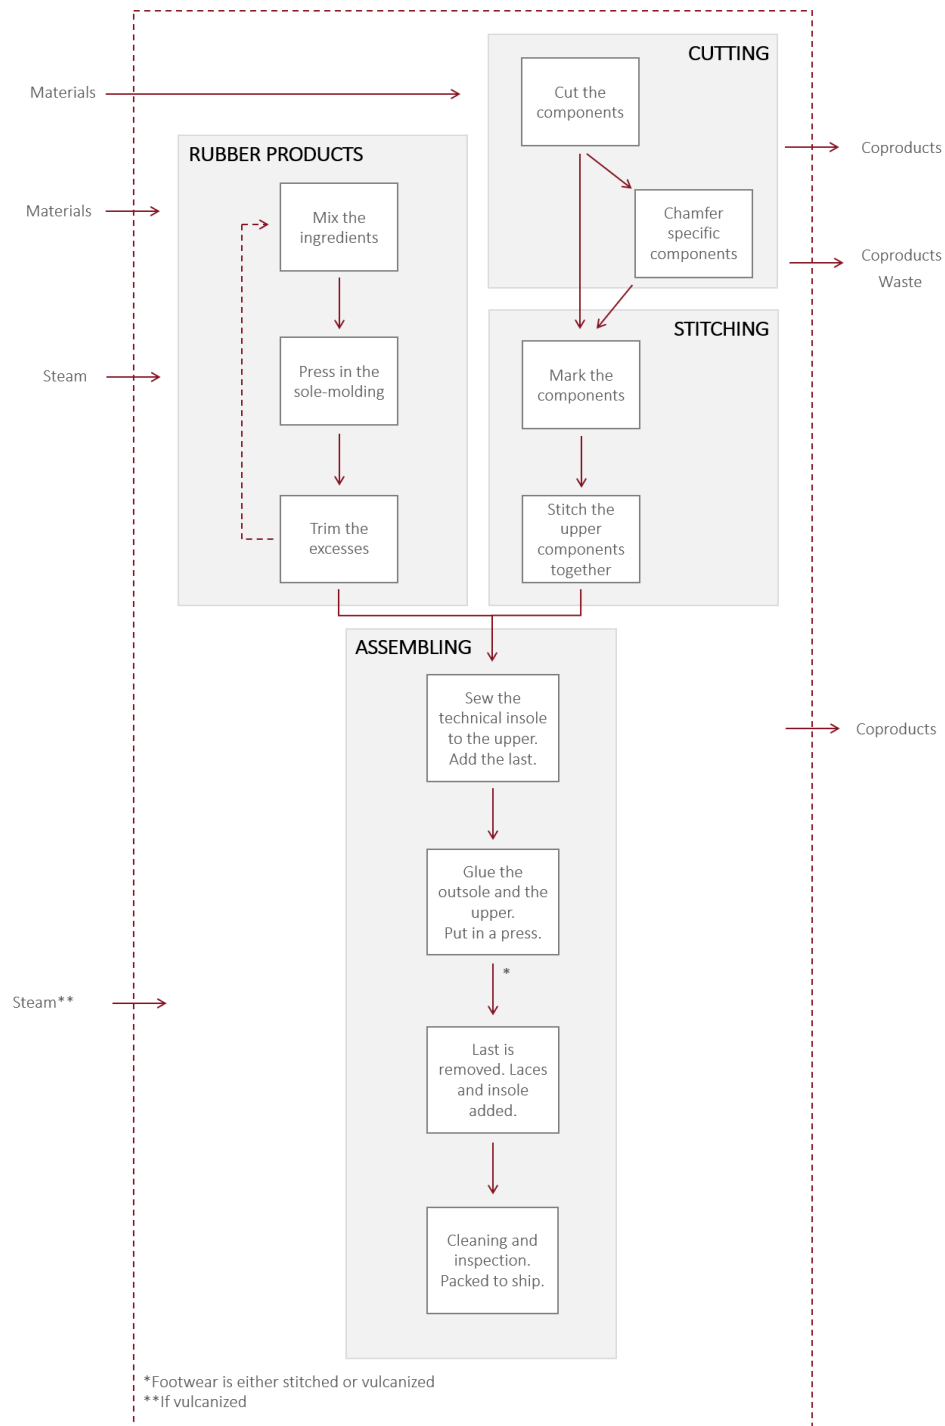 CUTTING
Materials
Cut the
components
Coproducts
RUBBER PRODUCTS
Materials
Mix the
ingredients
Chamfer
specific
components
Coproducts
Waste
STITCHING
Steam
Press in the
sole-molding
Mark the
components
Trim the
excesses
Stitch the
upper
components
together
ASSEMBLING
Sew the
technical insole
to the upper.
Add the last.
Coproducts
Glue the
outsole and the
upper.
Put in a press.
*
Steam**
Last is
removed. Laces
and insole
added.
Cleaning and
inspection.
Packed to ship.
*Footwear is either stitched or vulcanized
**If vulcanized